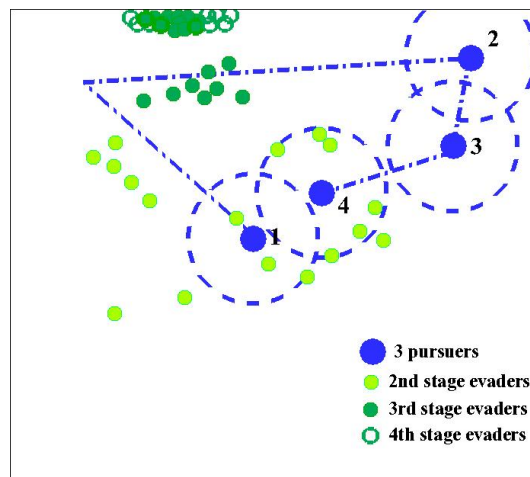 2
3
4
1
3 pursuers
2nd stage evaders
3rd stage evaders
4th stage evaders